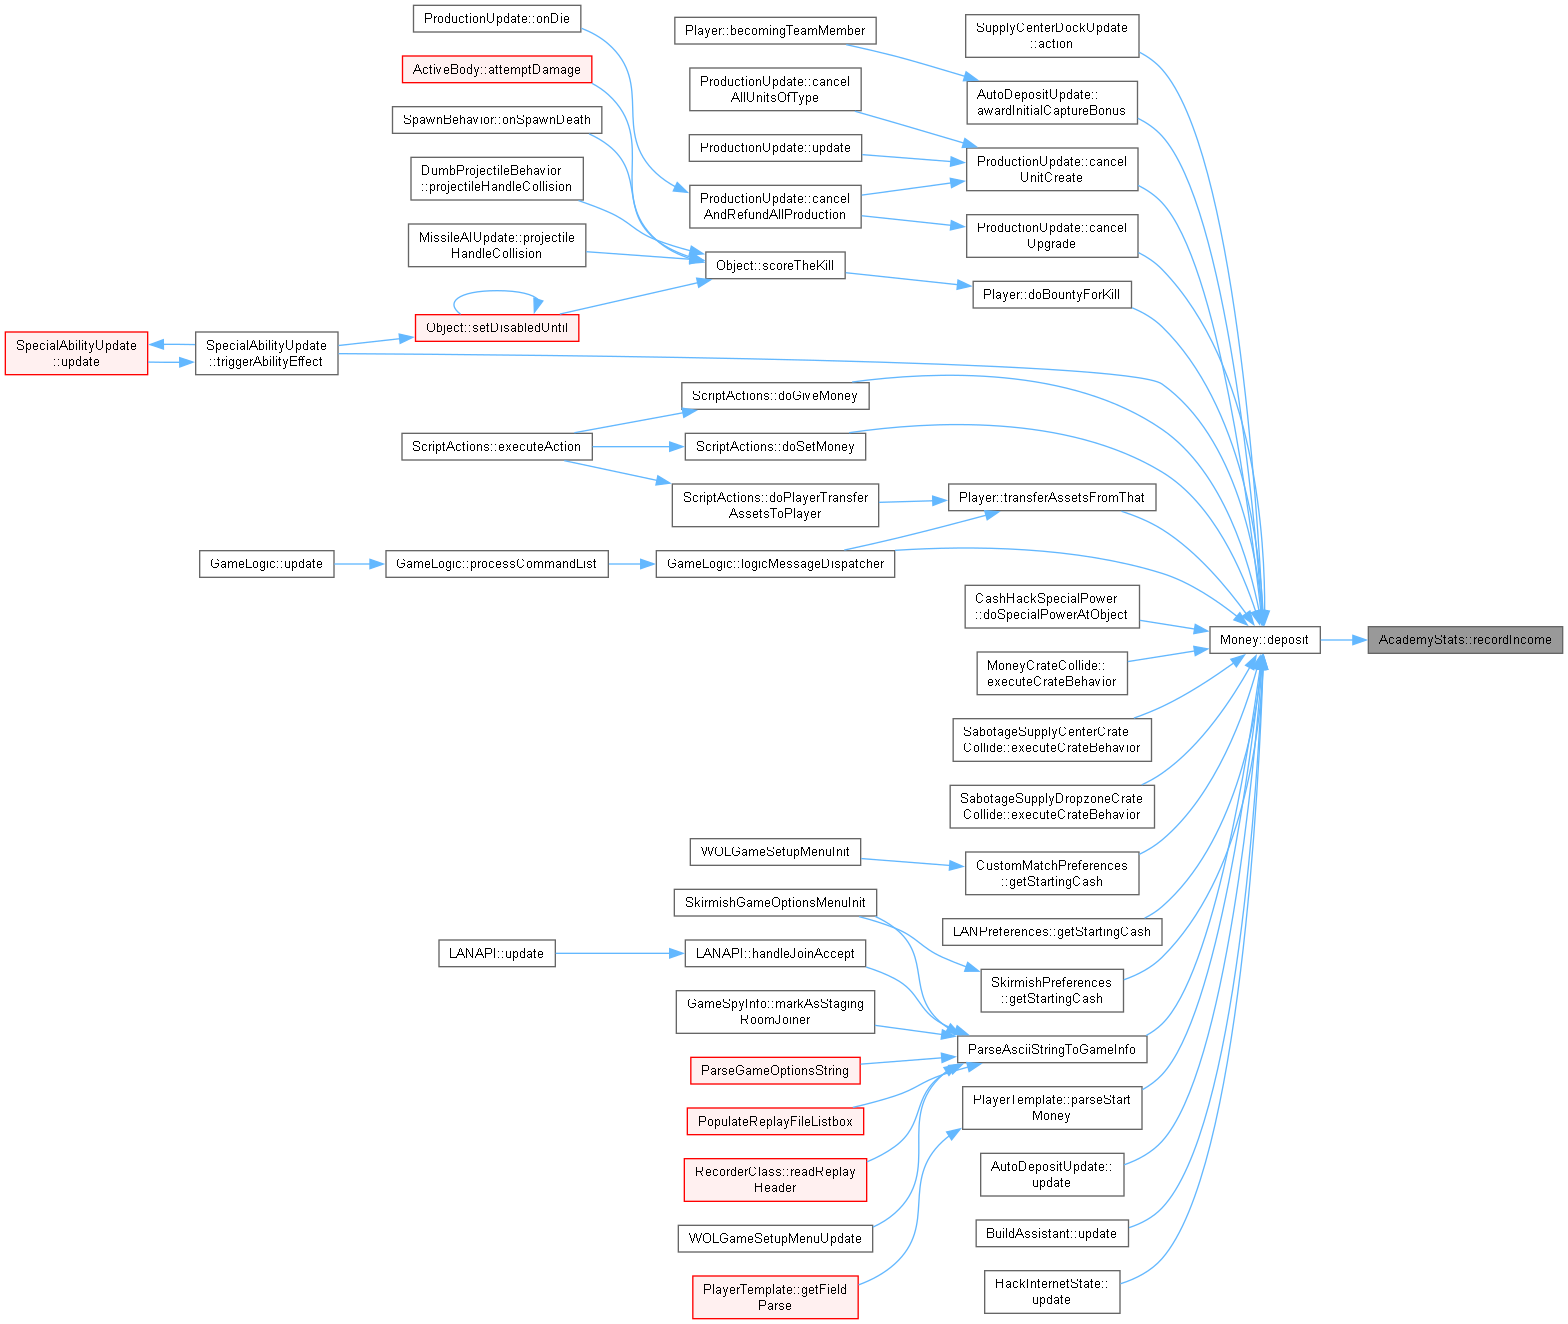 ProductionUpdate::onDie
ActiveBody::attemptDamage
SpawnBehavior::onSpawnDeath
DumbProjectileBehavior
::projectileHandleCollision
MissileAIUpdate::projectile
HandleCollision
Object::setDisabledUntil
SpecialAbilityUpdate
::update
SpecialAbilityUpdate
::triggerAbilityEffect
ScriptActions::executeAction
GameLogic::update
GameLogic::processCommandList
LANAPI::update
Player::becomingTeamMember
ProductionUpdate::cancel
AllUnitsOfType
ProductionUpdate::update
ProductionUpdate::cancel
AndRefundAllProduction
Object::scoreTheKill
ScriptActions::doGiveMoney
ScriptActions::doSetMoney
ScriptActions::doPlayerTransfer
AssetsToPlayer
GameLogic::logicMessageDispatcher
WOLGameSetupMenuInit
SkirmishGameOptionsMenuInit
LANAPI::handleJoinAccept
GameSpyInfo::markAsStaging
RoomJoiner
ParseGameOptionsString
PopulateReplayFileListbox
RecorderClass::readReplay
Header
WOLGameSetupMenuUpdate
PlayerTemplate::getField
Parse
SupplyCenterDockUpdate
::action
AutoDepositUpdate::
awardInitialCaptureBonus
ProductionUpdate::cancel
UnitCreate
ProductionUpdate::cancel
Upgrade
Player::doBountyForKill
Player::transferAssetsFromThat
CashHackSpecialPower
::doSpecialPowerAtObject
MoneyCrateCollide::
executeCrateBehavior
SabotageSupplyCenterCrate
Collide::executeCrateBehavior
SabotageSupplyDropzoneCrate
Collide::executeCrateBehavior
CustomMatchPreferences
::getStartingCash
LANPreferences::getStartingCash
SkirmishPreferences
::getStartingCash
ParseAsciiStringToGameInfo
PlayerTemplate::parseStart
Money
AutoDepositUpdate::
update
BuildAssistant::update
HackInternetState::
update
Money::deposit
AcademyStats::recordIncome